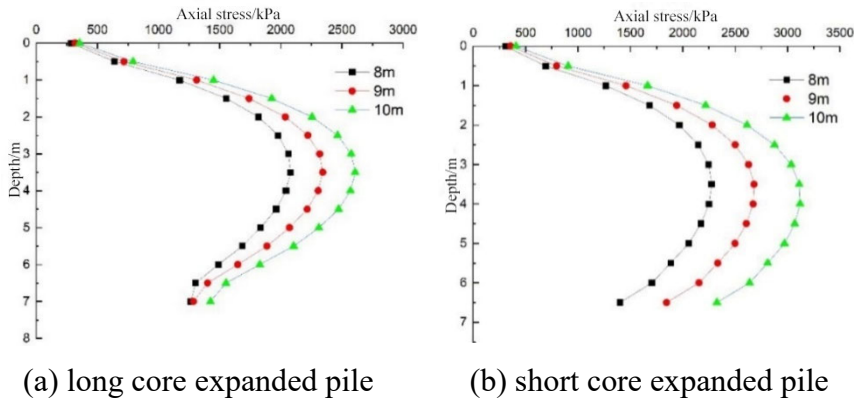 Axial stress/kPa
0 500 1000 1500 2000 2500 3000
0
1
2
3
4
5
6
7
8
Depth/m
8m
9m
10m
Axial stress/kPa
0 500 1000 1500 2000 2500 3000 3500
0
1
2
3
4
5
6
7
Depth/m
8m
9m
10m
(a) long core expanded pile
(b) short core expanded pile